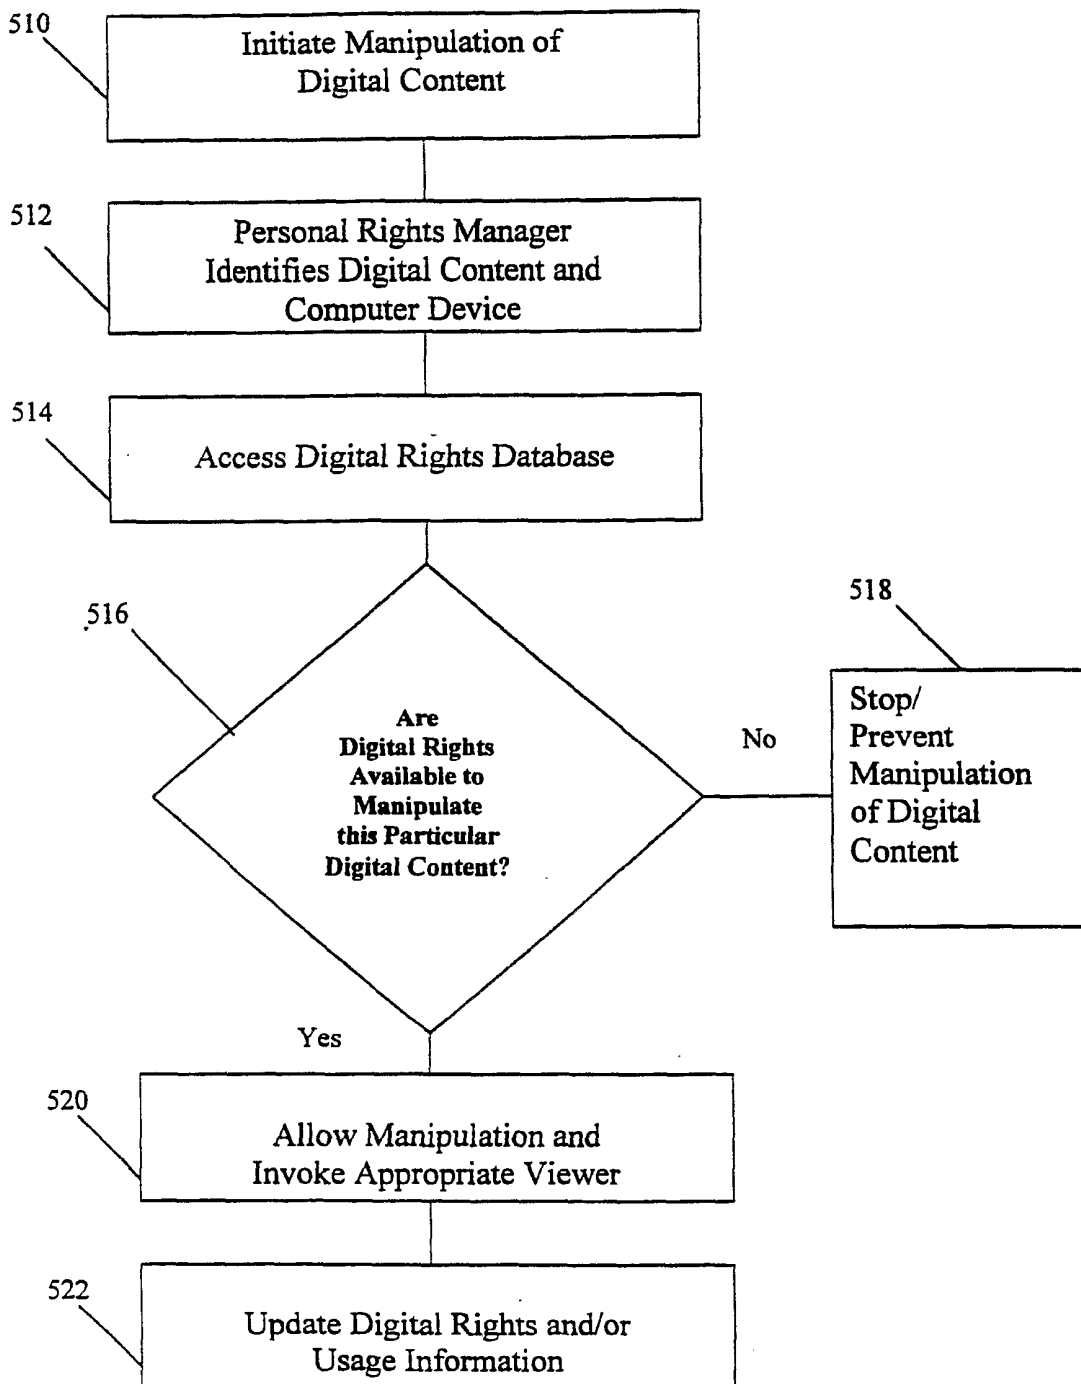 510
Initiate Manipulation of
Digital Content
512
Personal Rights Manager
Identifies Digital Content and
Computer Device
514
Access Digital Rights Database
516
Are
Digital Rights
Available to
Manipulate
this Particular
Digital Content?
No
518
Stop/
Prevent
Manipulation
of Digital
Content
Yes
520
Allow Manipulation and
Invoke Appropriate Viewer
522
Update Digital Rights and/or
Usage Information